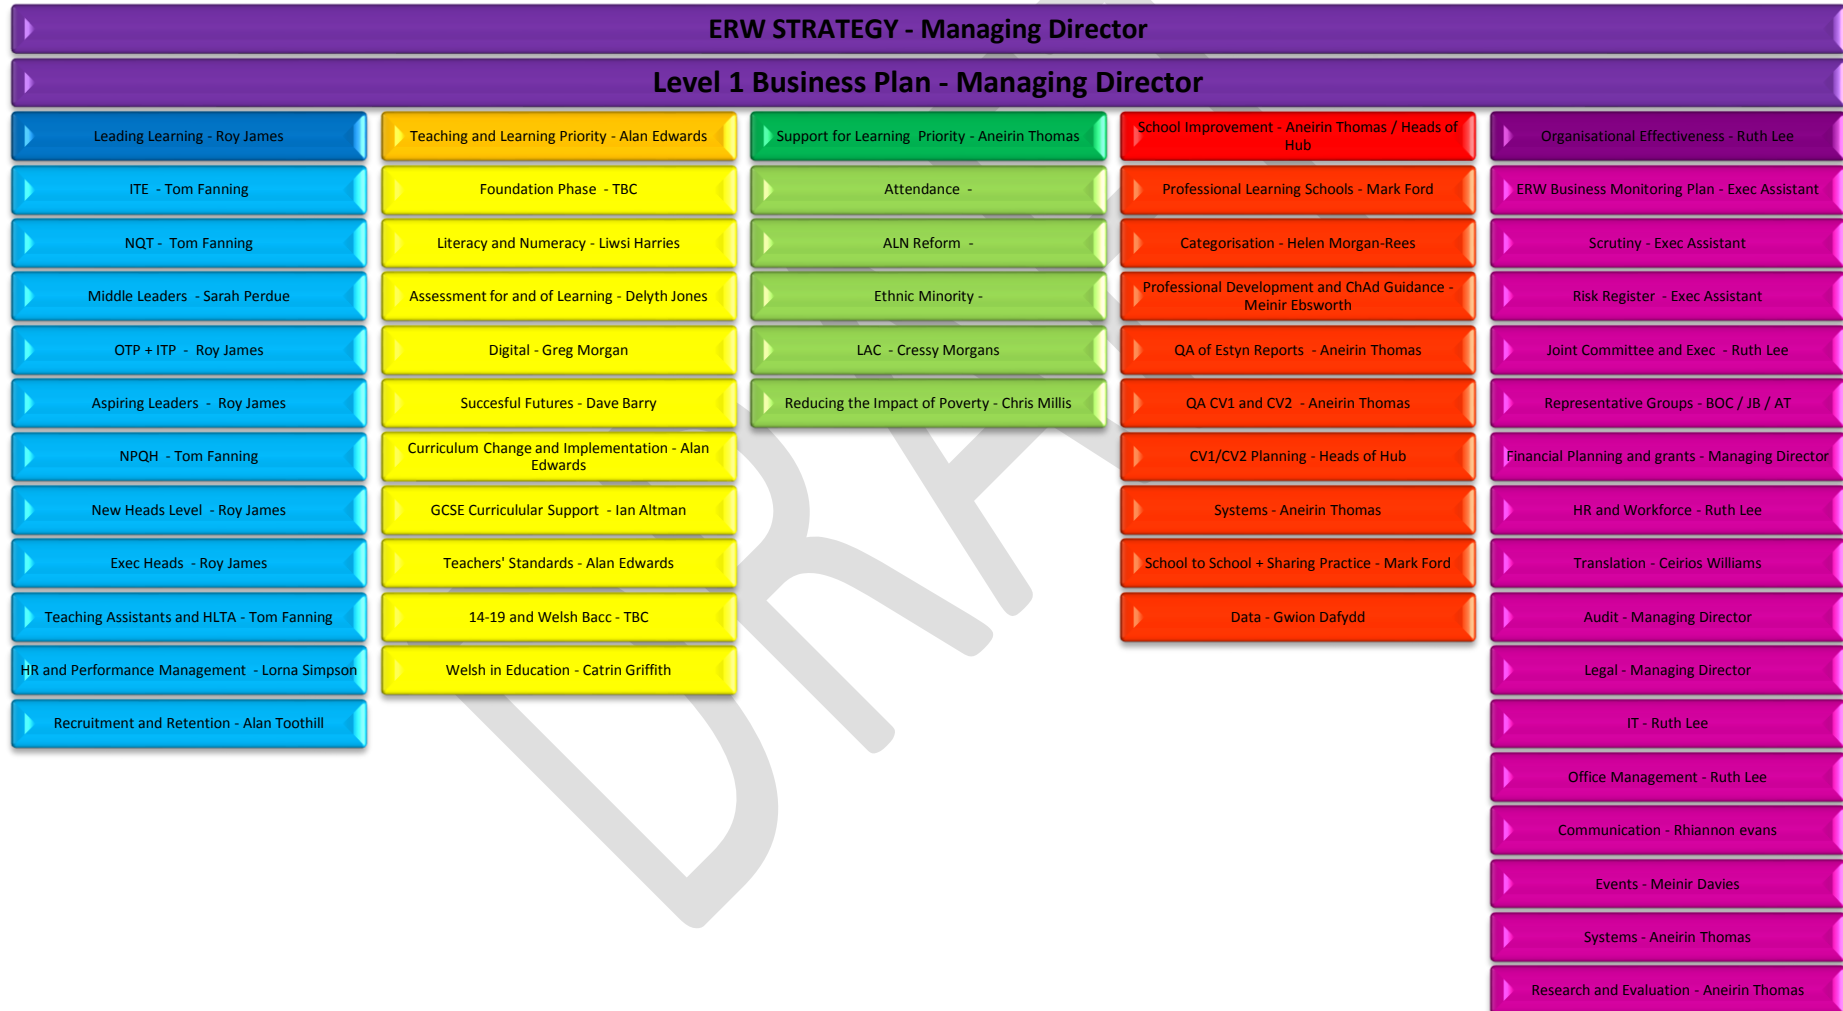 ERW STRATEGY - Managing Director
Level 1 Business Plan - Managing Director
Leading Learning - Roy James
ITE - Tom Fanning
NQT - Tom Fanning
Middle Leaders - Sarah Perdue
OTP + ITP - Roy James
Aspiring Leaders - Roy James
NPQH - Tom Fanning
New Heads Level - Roy James
Exec Heads - Roy James
Teaching Assistants and HLTA - Tom Fanning
HR and Performance Management - Lorna Simpson
Recruitment and Retention - Alan Toothill
Teaching and Learning Priority - Alan Edwards
Foundation Phase - TBC
Literacy and Numeracy - Liwsi Harries
Assessment for and of Learning - Delyth Jones
Digital - Greg Morgan
Succesful Futures - Dave Barry
Curriculum Change and Implementation - Alan
Edwards
GCSE Curriculular Support - Ian Altman
Teachers' Standards - Alan Edwards
14-19 and Welsh Bacc - TBC
Welsh in Education - Catrin Griffith
Support for Learning Priority - Aneirin Thomas
Attendance -
ALN Reform -
Ethnic Minority -
LAC - Cressy Morgans
Reducing the Impact of Poverty - Chris Millis
School Improvement - Aneirin Thomas / Heads of
Hub
Professional Learning Schools - Mark Ford
Categorisation - Helen Morgan-Rees
Professional Development and ChAd Guidance -
Meinir Ebsworth
QA of Estyn Reports - Aneirin Thomas
QA CV1 and CV2 - Aneirin Thomas
CV1/CV2 Planning - Heads of Hub
Systems - Aneirin Thomas
School to School + Sharing Practice - Mark Ford
Data - Gwion Dafydd
Organisational Effectiveness - Ruth Lee
ERW Business Monitoring Plan - Exec Assistant
Scrutiny - Exec Assistant
Risk Register - Exec Assistant
Joint Committee and Exec - Ruth Lee
Representative Groups - BOC / JB / AT
Financial Planning and grants - Managing Director
HR and Workforce - Ruth Lee
Translation - Ceirios Williams
Audit - Managing Director
Legal - Managing Director
IT - Ruth Lee
Office Management - Ruth Lee
Communication - Rhiannon evans
Events - Meinir Davies
Systems - Aneirin Thomas
Research and Evaluation - Aneirin Thomas